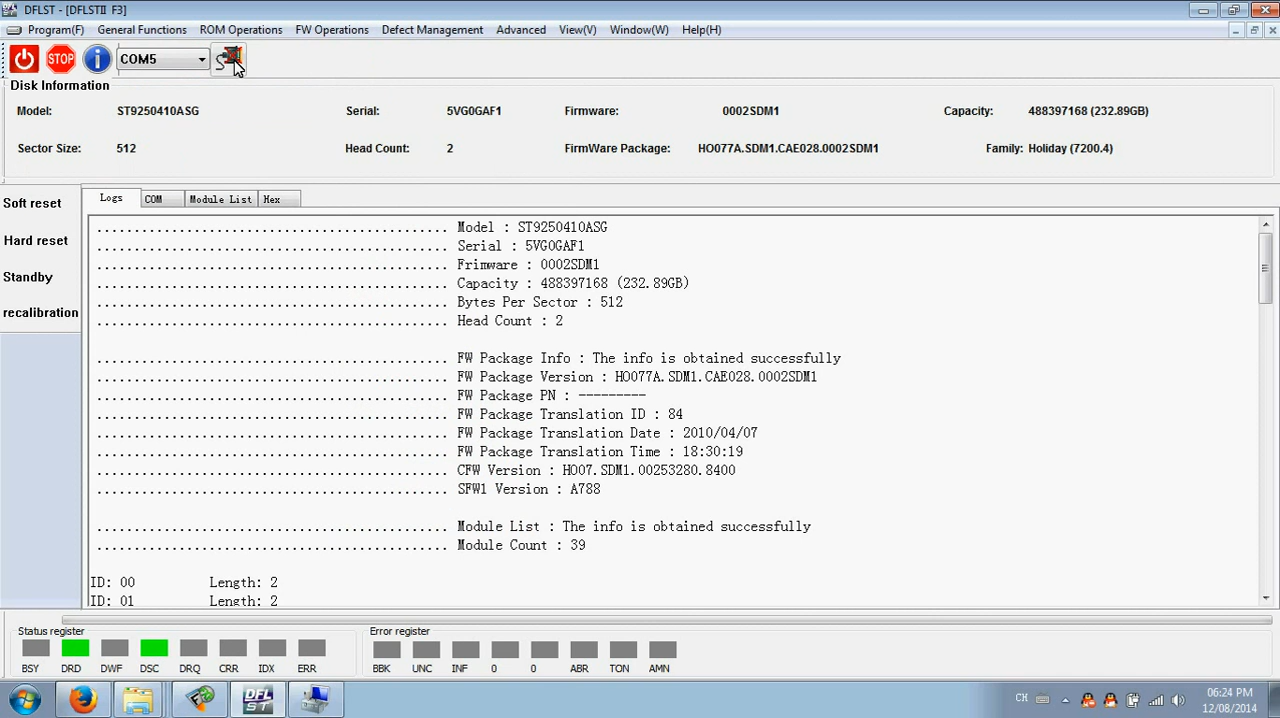 DFLST - [DFLSTII F3]
Program(F) General Functions ROM Operations FW Operations Defect Management Advanced View(V) Window(W) Help(H)
STOP COM5
Disk Information
Model: ST9250410ASG Serial: 5VG0GAF1 Firmware: 0002SDM1 Capacity: 488397168 (232.89GB)
Sector Size: 512 Head Count: 2 FirmWare Package: HO077A.SDM1.CAE028.0002SDM1 Family: Holiday (7200.4)
Soft reset
Hard reset
Standby
recalibration
Logs COM Module List Hex
.............................................. Model : ST9250410ASG
.............................................. Serial : 5VG0GAF1
.............................................. Frimware : 0002SDM1
.............................................. Capacity : 488397168 (232.89GB)
.............................................. Bytes Per Sector : 512
.............................................. Head Count : 2
.............................................. FW Package Info : The info is obtained successfully
.............................................. FW Package Version : HO077A.SDM1.CAE028.0002SDM1
.............................................. FW Package PN : ---------
.............................................. FW Package Translation ID : 84
.............................................. FW Package Translation Date : 2010/04/07
.............................................. FW Package Translation Time : 18:30:19
.............................................. CFW Version : HO07.SDM1.00253280.8400
.............................................. SFW1 Version : A788
.............................................. Module List : The info is obtained successfully
.............................................. Module Count : 39
ID: 00 Length: 2
ID: 01 Length: 2
Status register Error register
BSY DRD DWF DSC DRQ CRR IDX ERR BBK UNC INF 0 0 ABR TON AMN
DFL ST
CH
06:24 PM
12/08/2014